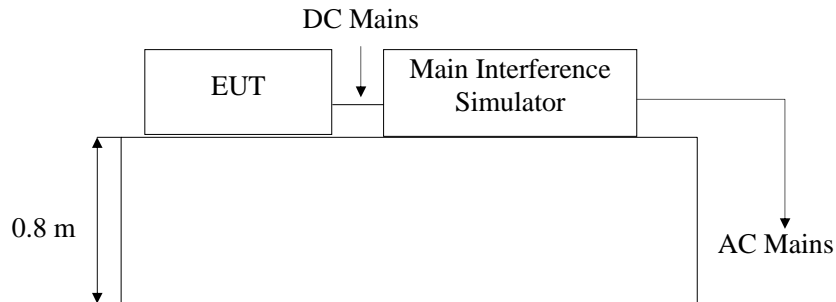 DC Mains
EUT
Main Interference
Simulator
0.8 m
AC Mains